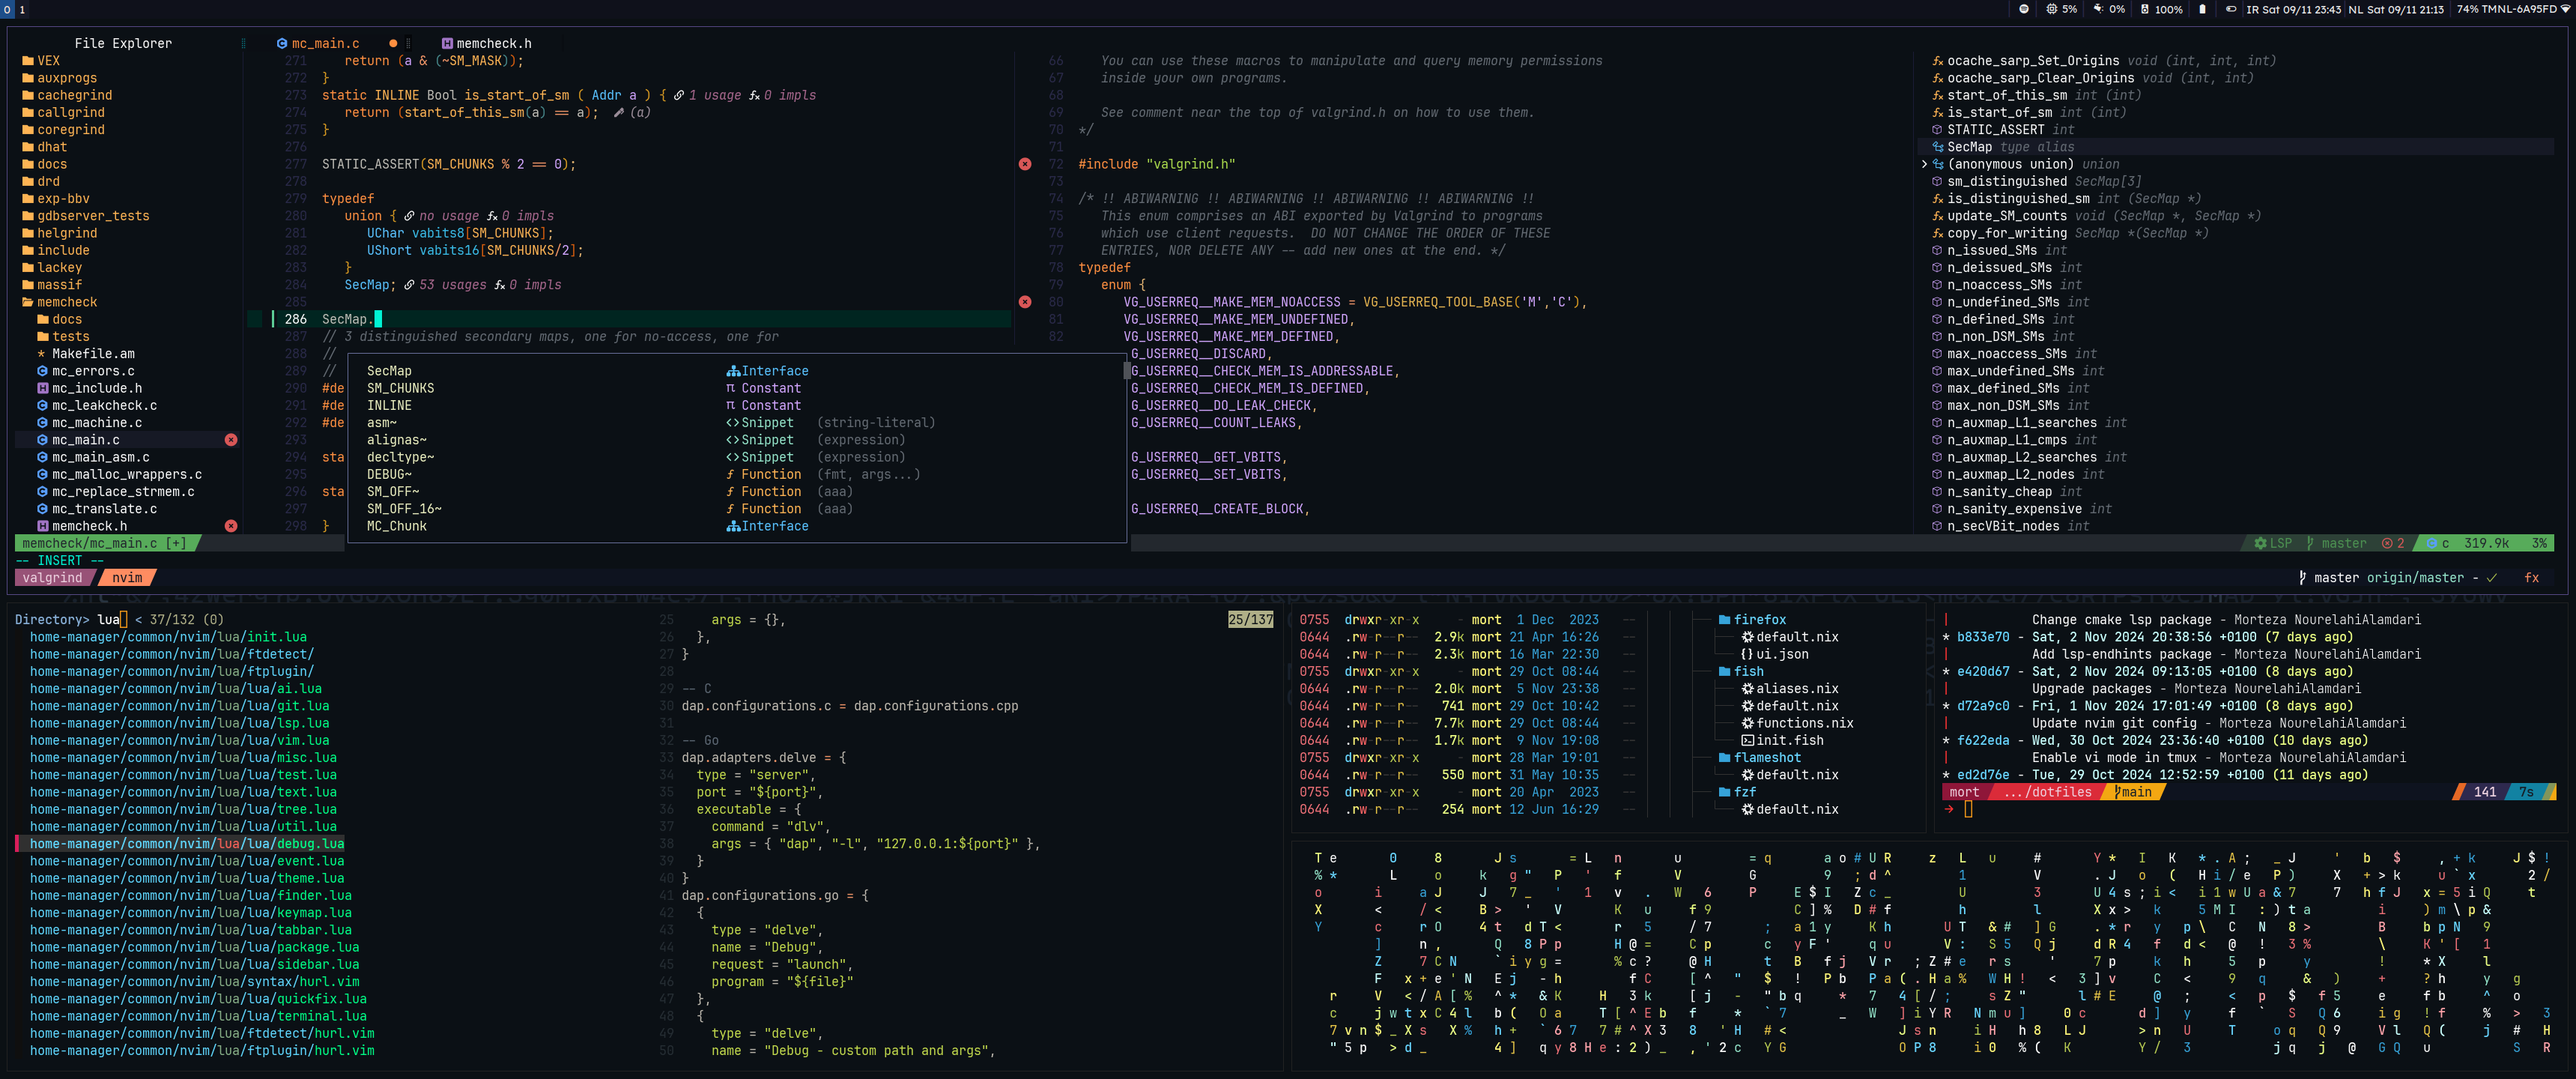 0 1
5% 0% 100% IR Sat 09/11 23:43 NL Sat 09/11 21:13 74% TMNL-6A95FD
File Explorer
VEX
auxprogs
cachegrind
callgrind
coregrind
dhat
docs
drd
exp-bbv
gdbserver_tests
helgrind
include
lackey
massif
memcheck
docs
tests
Makefile.am
mc_errors.c
mc_include.h
mc_leakcheck.c
mc_machine.c
mc_main.c
mc_main_asm.c
mc_malloc_wrappers.c
mc_replace_strmem.c
mc_translate.c
memcheck.h
mc_main.c
memcheck.h
271 return (a & (~SM_MASK));
272 }
273 static INLINE Bool is_start_of_sm ( Addr a ) { 1 usage 0 impls
274 return (start_of_this_sm(a) == a); (a)
275 }
276
277 STATIC_ASSERT(SM_CHUNKS % 2 == 0);
278
279 typedef
280 union { no usage 0 impls
281 UChar vabits8[SM_CHUNKS];
282 UShort vabits16[SM_CHUNKS/2];
283 }
284 SecMap; 53 usages 0 impls
285
286 SecMap.
287 // 3 distinguished secondary maps, one for no-access, one for
288 //
289 //
290 #de
291 #de
292 #de
293
294 sta
295
296 sta
297
298 }
SecMap Interface
SM_CHUNKS π Constant
INLINE π Constant
asm~ <> Snippet (string-literal)
alignas~ <> Snippet (expression)
decltype~ <> Snippet (expression)
DEBUG~ ƒ Function (fmt, args...)
SM_OFF~ ƒ Function (aaa)
SM_OFF_16~ ƒ Function (aaa)
MC_Chunk Interface
66 You can use these macros to manipulate and query memory permissions
67 inside your own programs.
68
69 See comment near the top of valgrind.h on how to use them.
70 */
71
72 #include "valgrind.h"
73
74 /* !! ABIWARNING !! ABIWARNING !! ABIWARNING !! ABIWARNING !!
75 This enum comprises an ABI exported by Valgrind to programs
76 which use client requests. DO NOT CHANGE THE ORDER OF THESE
77 ENTRIES, NOR DELETE ANY -- add new ones at the end. */
78 typedef
79 enum {
80 VG_USERREQ__MAKE_MEM_NOACCESS = VG_USERREQ_TOOL_BASE('M','C'),
81 VG_USERREQ__MAKE_MEM_UNDEFINED,
82 VG_USERREQ__MAKE_MEM_DEFINED,
G_USERREQ__DISCARD,
G_USERREQ__CHECK_MEM_IS_ADDRESSABLE,
G_USERREQ__CHECK_MEM_IS_DEFINED,
G_USERREQ__DO_LEAK_CHECK,
G_USERREQ__COUNT_LEAKS,
G_USERREQ__GET_VBITS,
G_USERREQ__SET_VBITS,
G_USERREQ__CREATE_BLOCK,
ocache_sarp_Set_Origins void (int, int, int)
ocache_sarp_Clear_Origins void (int, int)
start_of_this_sm int (int)
is_start_of_sm int (int)
STATIC_ASSERT int
SecMap type alias
(anonymous union) union
sm_distinguished SecMap[3]
is_distinguished_sm int (SecMap *)
update_SM_counts void (SecMap *, SecMap *)
copy_for_writing SecMap *(SecMap *)
n_issued_SMs int
n_deissued_SMs int
n_noaccess_SMs int
n_undefined_SMs int
n_defined_SMs int
n_non_DSM_SMs int
max_noaccess_SMs int
max_undefined_SMs int
max_defined_SMs int
max_non_DSM_SMs int
n_auxmap_L1_searches int
n_auxmap_L1_cmps int
n_auxmap_L2_searches int
n_auxmap_L2_nodes int
n_sanity_cheap int
n_sanity_expensive int
n_secVBit_nodes int
memcheck/mc_main.c [+]
LSP master 2 c 319.9k 3%
-- INSERT --
valgrind nvim
master origin/master - ✓ fx
Directory> lua < 37/132 (0)
home-manager/common/nvim/lua/init.lua
home-manager/common/nvim/lua/ftdetect/
home-manager/common/nvim/lua/ftplugin/
home-manager/common/nvim/lua/lua/ai.lua
home-manager/common/nvim/lua/lua/git.lua
home-manager/common/nvim/lua/lua/lsp.lua
home-manager/common/nvim/lua/lua/vim.lua
home-manager/common/nvim/lua/lua/misc.lua
home-manager/common/nvim/lua/lua/test.lua
home-manager/common/nvim/lua/lua/text.lua
home-manager/common/nvim/lua/lua/tree.lua
home-manager/common/nvim/lua/lua/util.lua
home-manager/common/nvim/lua/lua/debug.lua
home-manager/common/nvim/lua/lua/event.lua
home-manager/common/nvim/lua/lua/theme.lua
home-manager/common/nvim/lua/lua/finder.lua
home-manager/common/nvim/lua/lua/keymap.lua
home-manager/common/nvim/lua/lua/tabbar.lua
home-manager/common/nvim/lua/lua/package.lua
home-manager/common/nvim/lua/lua/sidebar.lua
home-manager/common/nvim/lua/syntax/hurl.vim
home-manager/common/nvim/lua/lua/quickfix.lua
home-manager/common/nvim/lua/lua/terminal.lua
home-manager/common/nvim/lua/ftdetect/hurl.vim
home-manager/common/nvim/lua/ftplugin/hurl.vim
25/137
25 args = {},
26 },
27 }
28
29 -- C
30 dap.configurations.c = dap.configurations.cpp
31
32 -- Go
33 dap.adapters.delve = {
34 type = "server",
35 port = "${port}",
36 executable = {
37 command = "dlv",
38 args = { "dap", "-l", "127.0.0.1:${port}" },
39 }
40 }
41 dap.configurations.go = {
42 {
43 type = "delve",
44 name = "Debug",
45 request = "launch",
46 program = "${file}"
47 },
48 {
49 type = "delve",
50 name = "Debug - custom path and args",
0755 drwxr-xr-x - mort 1 Dec 2023 -- firefox
0644 .rw-r--r-- 2.9k mort 21 Apr 16:26 -- default.nix
0644 .rw-r--r-- 2.3k mort 16 Mar 22:30 -- ui.json
0755 drwxr-xr-x - mort 29 Oct 08:44 -- fish
0644 .rw-r--r-- 2.0k mort 5 Nov 23:38 -- aliases.nix
0644 .rw-r--r-- 741 mort 29 Oct 10:42 -- default.nix
0644 .rw-r--r-- 7.7k mort 29 Oct 08:44 -- functions.nix
0644 .rw-r--r-- 1.7k mort 9 Nov 19:08 -- init.fish
0755 drwxr-xr-x - mort 28 Mar 19:01 -- flameshot
0644 .rw-r--r-- 550 mort 31 May 10:35 -- default.nix
0755 drwxr-xr-x - mort 20 Apr 2023 -- fzf
0644 .rw-r--r-- 254 mort 12 Jun 16:29 -- default.nix
| Change cmake lsp package - Morteza NourelahiAlamdari
* b833e70 - Sat, 2 Nov 2024 20:38:56 +0100 (7 days ago)
| Add lsp-endhints package - Morteza NourelahiAlamdari
* e420d67 - Sat, 2 Nov 2024 09:13:05 +0100 (8 days ago)
| Upgrade packages - Morteza NourelahiAlamdari
* d72a9c0 - Fri, 1 Nov 2024 17:01:49 +0100 (8 days ago)
| Update nvim git config - Morteza NourelahiAlamdari
* f622eda - Wed, 30 Oct 2024 23:36:40 +0100 (10 days ago)
| Enable vi mode in tmux - Morteza NourelahiAlamdari
* ed2d76e - Tue, 29 Oct 2024 12:52:59 +0100 (11 days ago)
mort .../dotfiles main 141 7s
→